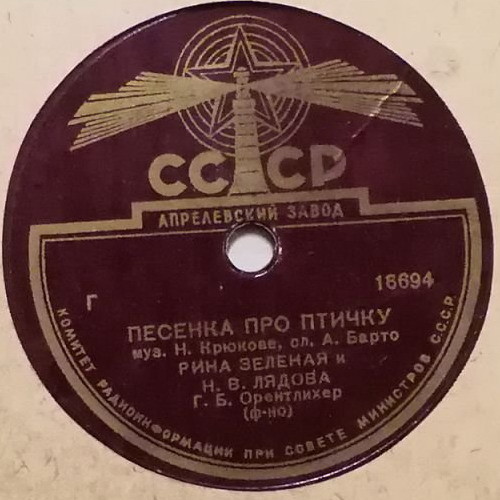 СССР
АПРЕЛЕВСКИЙ ЗАВОД
Г
18694
ПЕСЕНКА ПРО ПТИЧКУ
муз. Н. Крюкова, сл. А. Барто
РИНА ЗЕЛЕНАЯ и
Н. В. ЛЯДОВА
Г. Б. Орентлихер
(ф-но)
КОМИТЕТ РАДИОИНФОРМАЦИИ ПРИ СОВЕТЕ МИНИСТРОВ СССР.